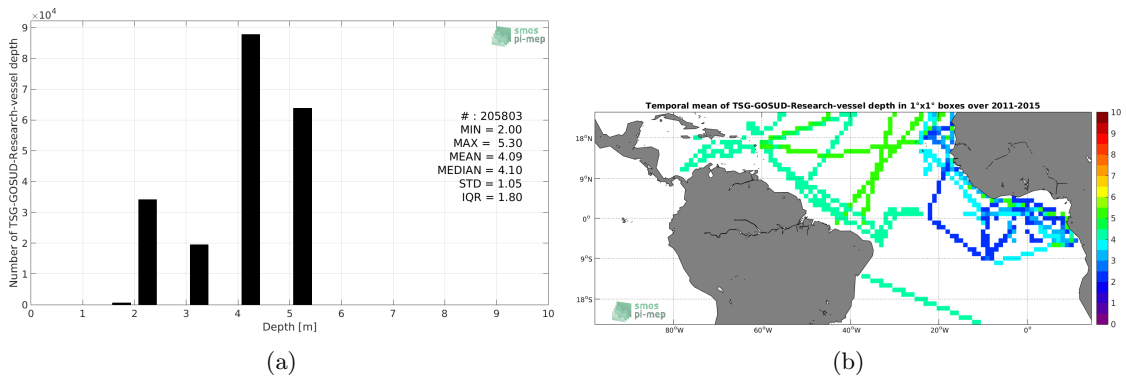 ×10⁴
9
8
7
6
5
4
3
2
1
0
Number of TSG-GOSUD-Research-vessel depth
0 1 2 3 4 5 6 7 8 9 10
Depth [m]
smos
pi-mep
# : 205803
MIN = 2.00
MAX = 5.30
MEAN = 4.09
MEDIAN = 4.10
STD = 1.05
IQR = 1.80
(a)
Temporal mean of TSG-GOSUD-Research-vessel depth in 1°x1° boxes over 2011-2015
18°N
9°N
0°
9°S
18°S
80°W 60°W 40°W 20°W 0°
smos
pi-mep
10
9
8
7
6
5
4
3
2
1
0
(b)